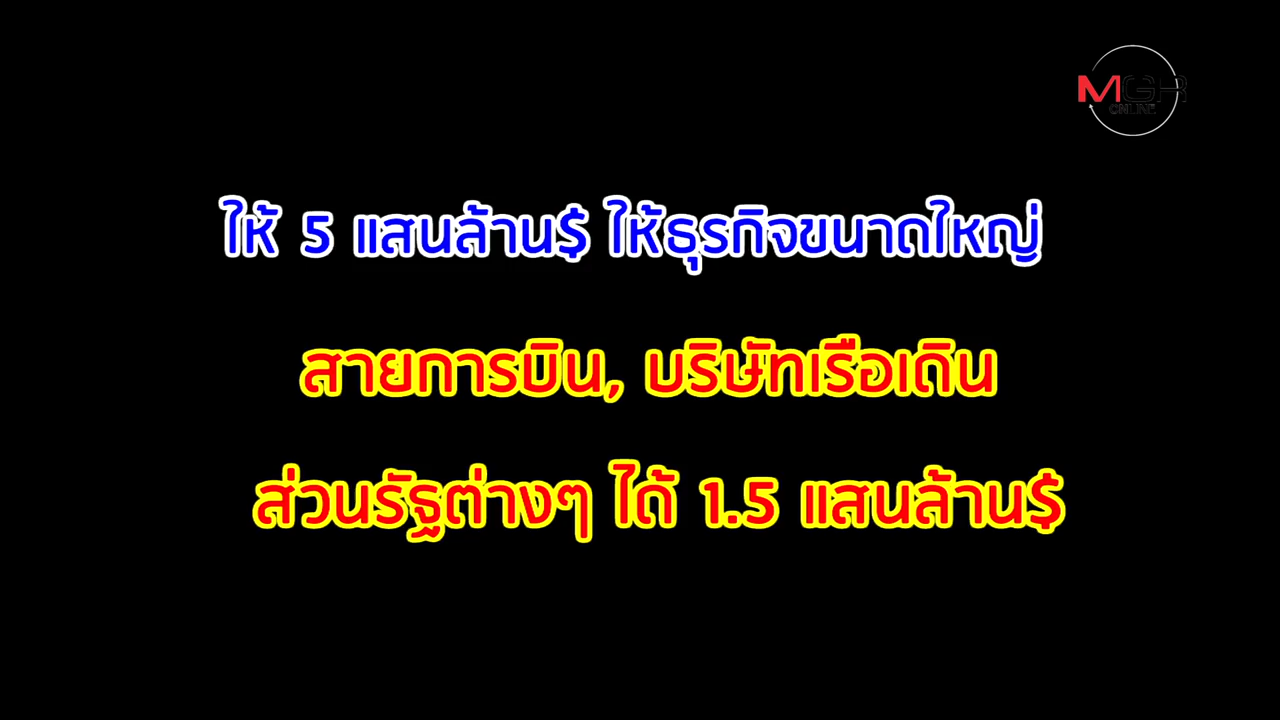 MGR
ONLINE
ให้ 5 แสนล้าน$ ให้ธุรกิจขนาดใหญ่
สายการบิน, บริษัทเรือเดิน
ส่วนรัฐต่างๆ ได้ 1.5 แสนล้าน$